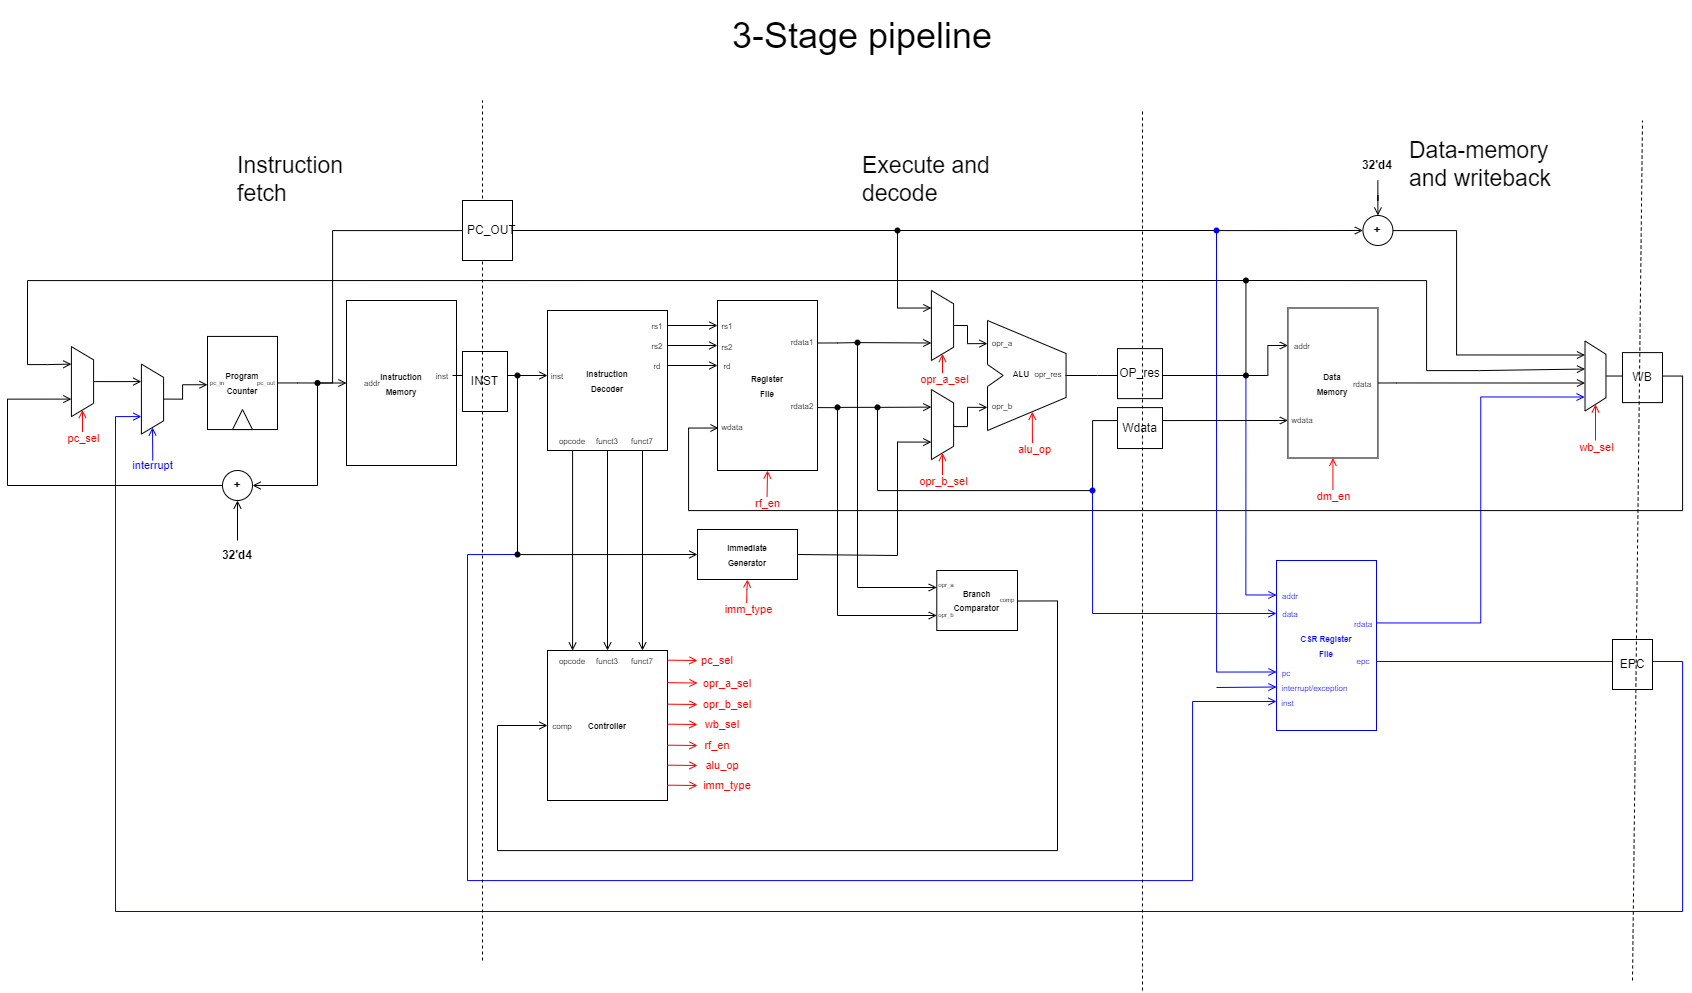 3-Stage pipeline
Instruction
fetch
Execute and
decode
32'd4
Data-memory
and writeback
PC_OUT
+
pc_sel
interrupt
pc_in
Program
Counter
pc_out
+
32'd4
addr
Instruction
Memory
inst
INST
inst
Instruction
Decoder
rs1
rs2
rd
opcode
funct3
funct7
rs1
rs2
rd
wdata
Register
File
rdata1
rdata2
rf_en
opr_a_sel
opr_b_sel
opr_a
opr_b
ALU
opr_res
alu_op
OP_res
Wdata
addr
wdata
Data
Memory
rdata
dm_en
wb_sel
WB
Immediate
Generator
imm_type
opr_a
opr_b
Branch
Comparator
comp
opcode
funct3
funct7
comp
Controller
pc_sel
opr_a_sel
opr_b_sel
wb_sel
rf_en
alu_op
imm_type
addr
data
CSR Register
File
rdata
epc
pc
interrupt/exception
inst
EPC